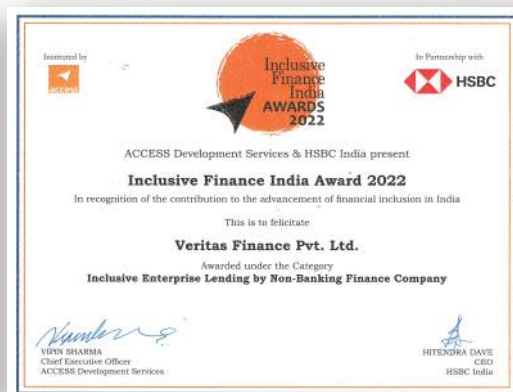 Instituted by
ACCESS
Inclusive
Finance
India
AWARDS
2022
In Partnership with
HSBC
ACCESS Development Services & HSBC India present
Inclusive Finance India Award 2022
In recognition of the contribution to the advancement of financial inclusion in India
This is to felicitate
Veritas Finance Pvt. Ltd.
Awarded under the Category
Inclusive Enterprise Lending by Non-Banking Finance Company
VIPIN SHARMA
Chief Executive Officer
ACCESS Development Services
HITENDRA DAVE
CEO
HSBC India